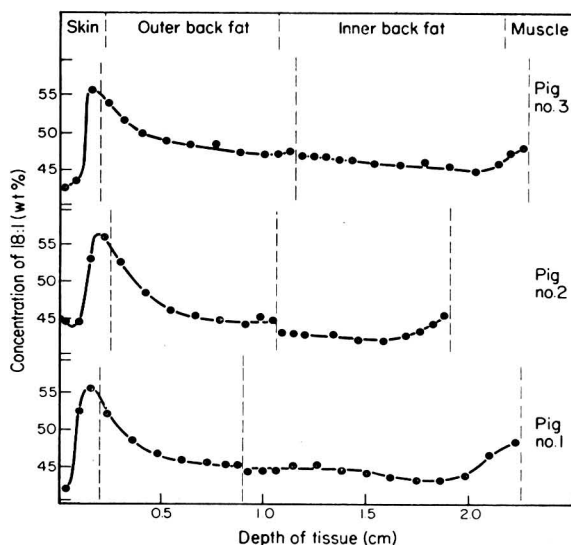 Skin Outer back fat Inner back fat Muscle
55
50
45
Pig
no.3
55
50
45
Pig
no.2
55
50
45
Pig
no.1
Concentration of 18:1 (wt %)
0.5 1.0 1.5 2.0
Depth of tissue (cm)